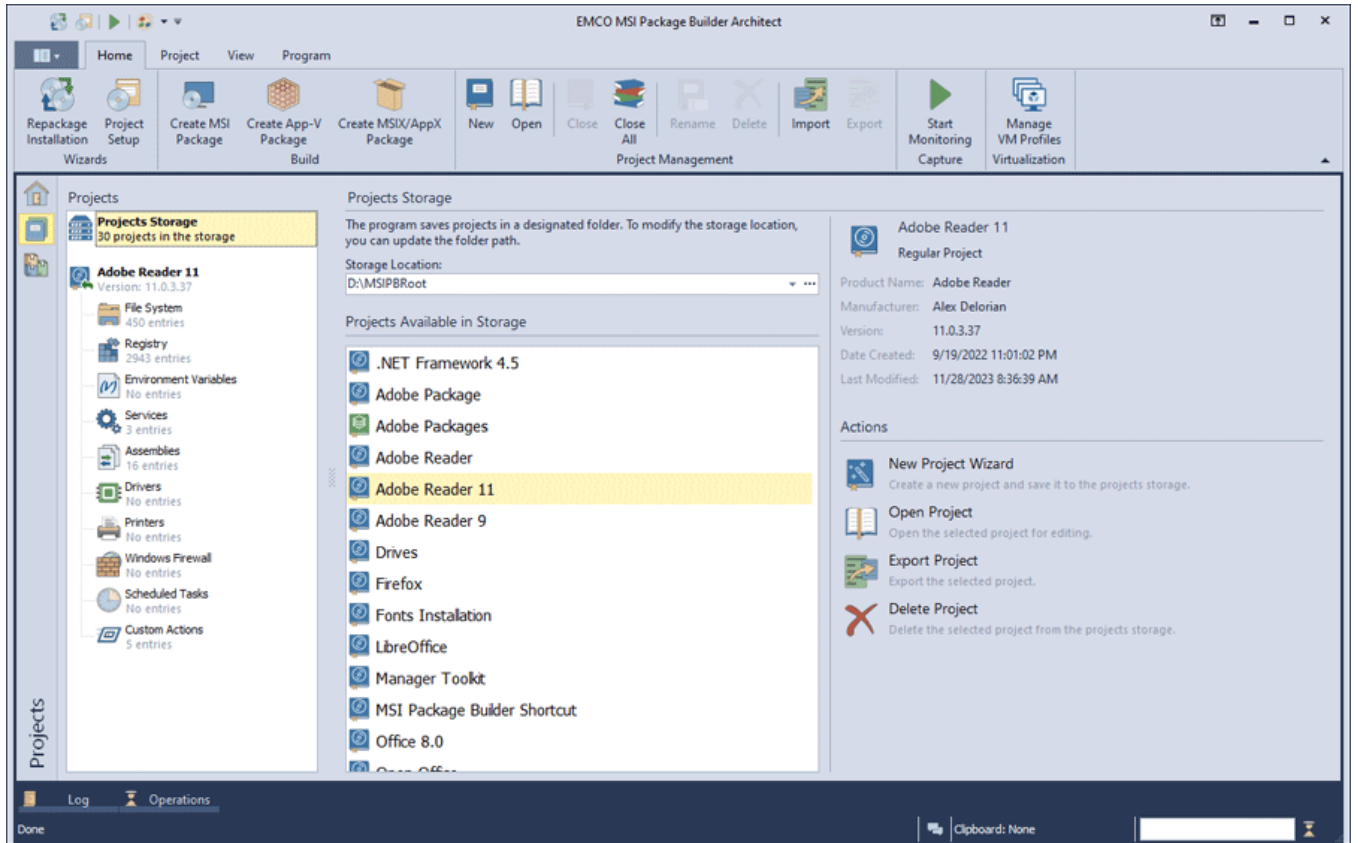 EMCO MSI Package Builder Architect
Home Project View Program
Repackage Installation
Project Setup
Create MSI Package
Create App-V Package
Create MSIX/AppX Package
New
Open
Close
Close All
Rename
Delete
Import
Export
Start Monitoring
Manage VM Profiles
Wizards
Build
Project Management
Capture
Virtualization
Projects
Projects
Projects Storage
30 projects in the storage
Adobe Reader 11
Version: 11.0.3.37
File System
450 entries
Registry
2943 entries
Environment Variables
No entries
Services
3 entries
Assemblies
16 entries
Drivers
No entries
Printers
No entries
Windows Firewall
No entries
Scheduled Tasks
No entries
Custom Actions
5 entries
Projects Storage
The program saves projects in a designated folder. To modify the storage location,
you can update the folder path.
Storage Location:
D:\MSIPBRoot
Projects Available in Storage
.NET Framework 4.5
Adobe Package
Adobe Packages
Adobe Reader
Adobe Reader 11
Adobe Reader 9
Drives
Firefox
Fonts Installation
LibreOffice
Manager Toolkit
MSI Package Builder Shortcut
Office 8.0
Adobe Reader 11
Regular Project
Product Name: Adobe Reader
Manufacturer: Alex Delorian
Version: 11.0.3.37
Date Created: 9/19/2022 11:01:02 PM
Last Modified: 11/28/2023 8:36:39 AM
Actions
New Project Wizard
Create a new project and save it to the projects storage.
Open Project
Open the selected project for editing.
Export Project
Export the selected project.
Delete Project
Delete the selected project from the projects storage.
Log Operations
Done
Clipboard: None